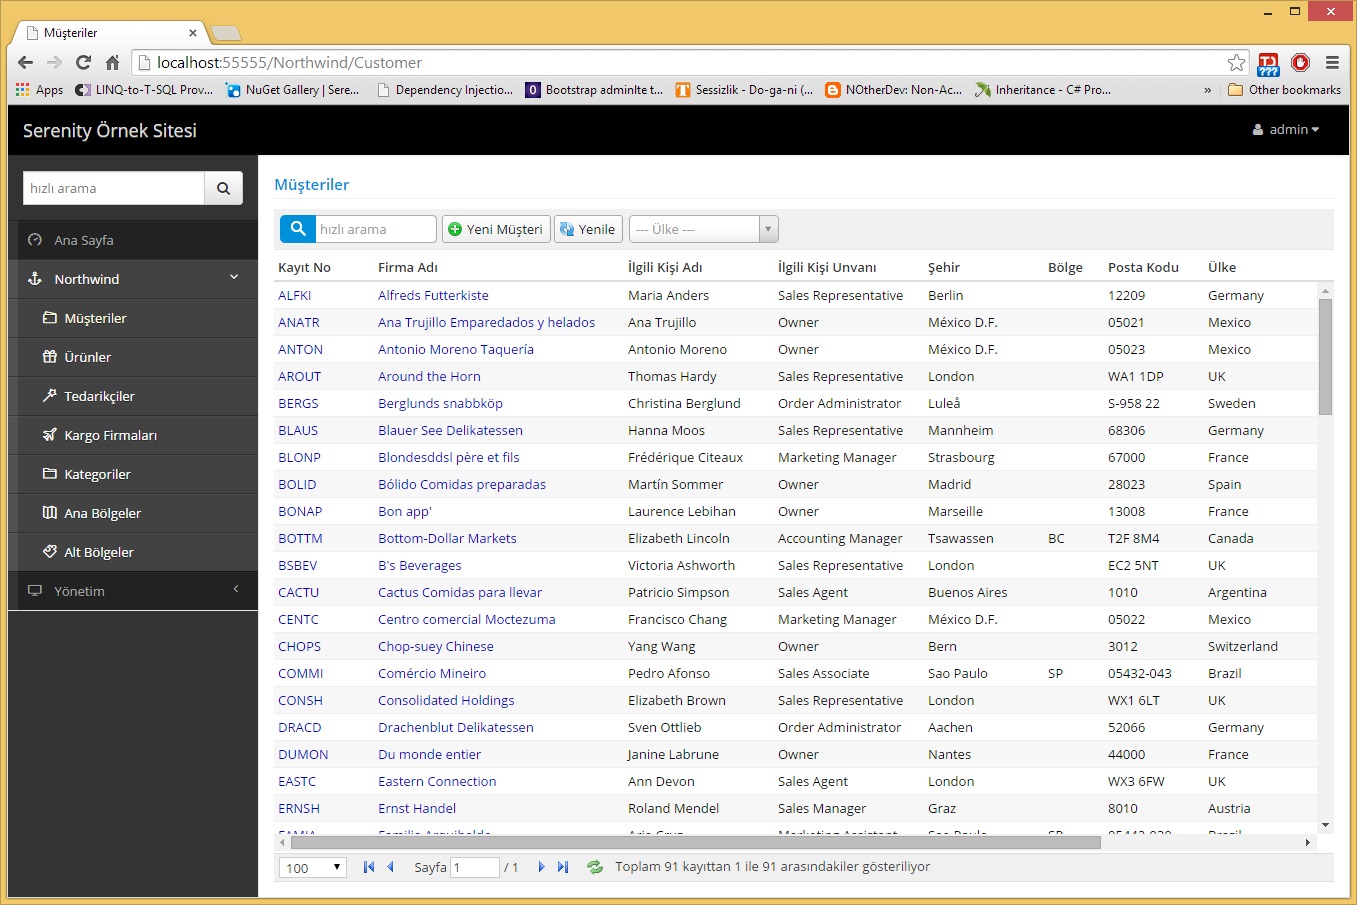 Müşteriler
localhost:55555/Northwind/Customer
Apps LINQ-to-T-SQL Prov... NuGet Gallery | Sere... Dependency Injectio... Bootstrap adminlte t... Sessizlik - Do-ga-ni (... NOtherDev: Non-Ac... Inheritance - C# Pro... » Other bookmarks
Serenity Örnek Sitesi
admin
hızlı arama
Ana Sayfa
Northwind
Müşteriler
Ürünler
Tedarikçiler
Kargo Firmaları
Kategoriler
Ana Bölgeler
Alt Bölgeler
Yönetim
Müşteriler
hızlı arama Yeni Müşteri Yenile --- Ülke ---
Kayıt No Firma Adı İlgili Kişi Adı İlgili Kişi Unvanı Şehir Bölge Posta Kodu Ülke
ALFKI Alfreds Futterkiste Maria Anders Sales Representative Berlin 12209 Germany
ANATR Ana Trujillo Emparedados y helados Ana Trujillo Owner México D.F. 05021 Mexico
ANTON Antonio Moreno Taquería Antonio Moreno Owner México D.F. 05023 Mexico
AROUT Around the Horn Thomas Hardy Sales Representative London WA1 1DP UK
BERGS Berglunds snabbköp Christina Berglund Order Administrator Luleå S-958 22 Sweden
BLAUS Blauer See Delikatessen Hanna Moos Sales Representative Mannheim 68306 Germany
BLONP Blondesddsl père et fils Frédérique Citeaux Marketing Manager Strasbourg 67000 France
BOLID Bólido Comidas preparadas Martín Sommer Owner Madrid 28023 Spain
BONAP Bon app' Laurence Lebihan Owner Marseille 13008 France
BOTTM Bottom-Dollar Markets Elizabeth Lincoln Accounting Manager Tsawassen BC T2F 8M4 Canada
BSBEV B's Beverages Victoria Ashworth Sales Representative London EC2 5NT UK
CACTU Cactus Comidas para llevar Patricio Simpson Sales Agent Buenos Aires 1010 Argentina
CENTC Centro comercial Moctezuma Francisco Chang Marketing Manager México D.F. 05022 Mexico
CHOPS Chop-suey Chinese Yang Wang Owner Bern 3012 Switzerland
COMMI Comércio Mineiro Pedro Afonso Sales Associate Sao Paulo SP 05432-043 Brazil
CONSH Consolidated Holdings Elizabeth Brown Sales Representative London WX1 6LT UK
DRACD Drachenblut Delikatessen Sven Ottlieb Order Administrator Aachen 52066 Germany
DUMON Du monde entier Janine Labrune Owner Nantes 44000 France
EASTC Eastern Connection Ann Devon Sales Agent London WX3 6FW UK
ERNSH Ernst Handel Roland Mendel Sales Manager Graz 8010 Austria
100 Sayfa 1 / 1 Toplam 91 kayıttan 1 ile 91 arasındakiler gösteriliyor